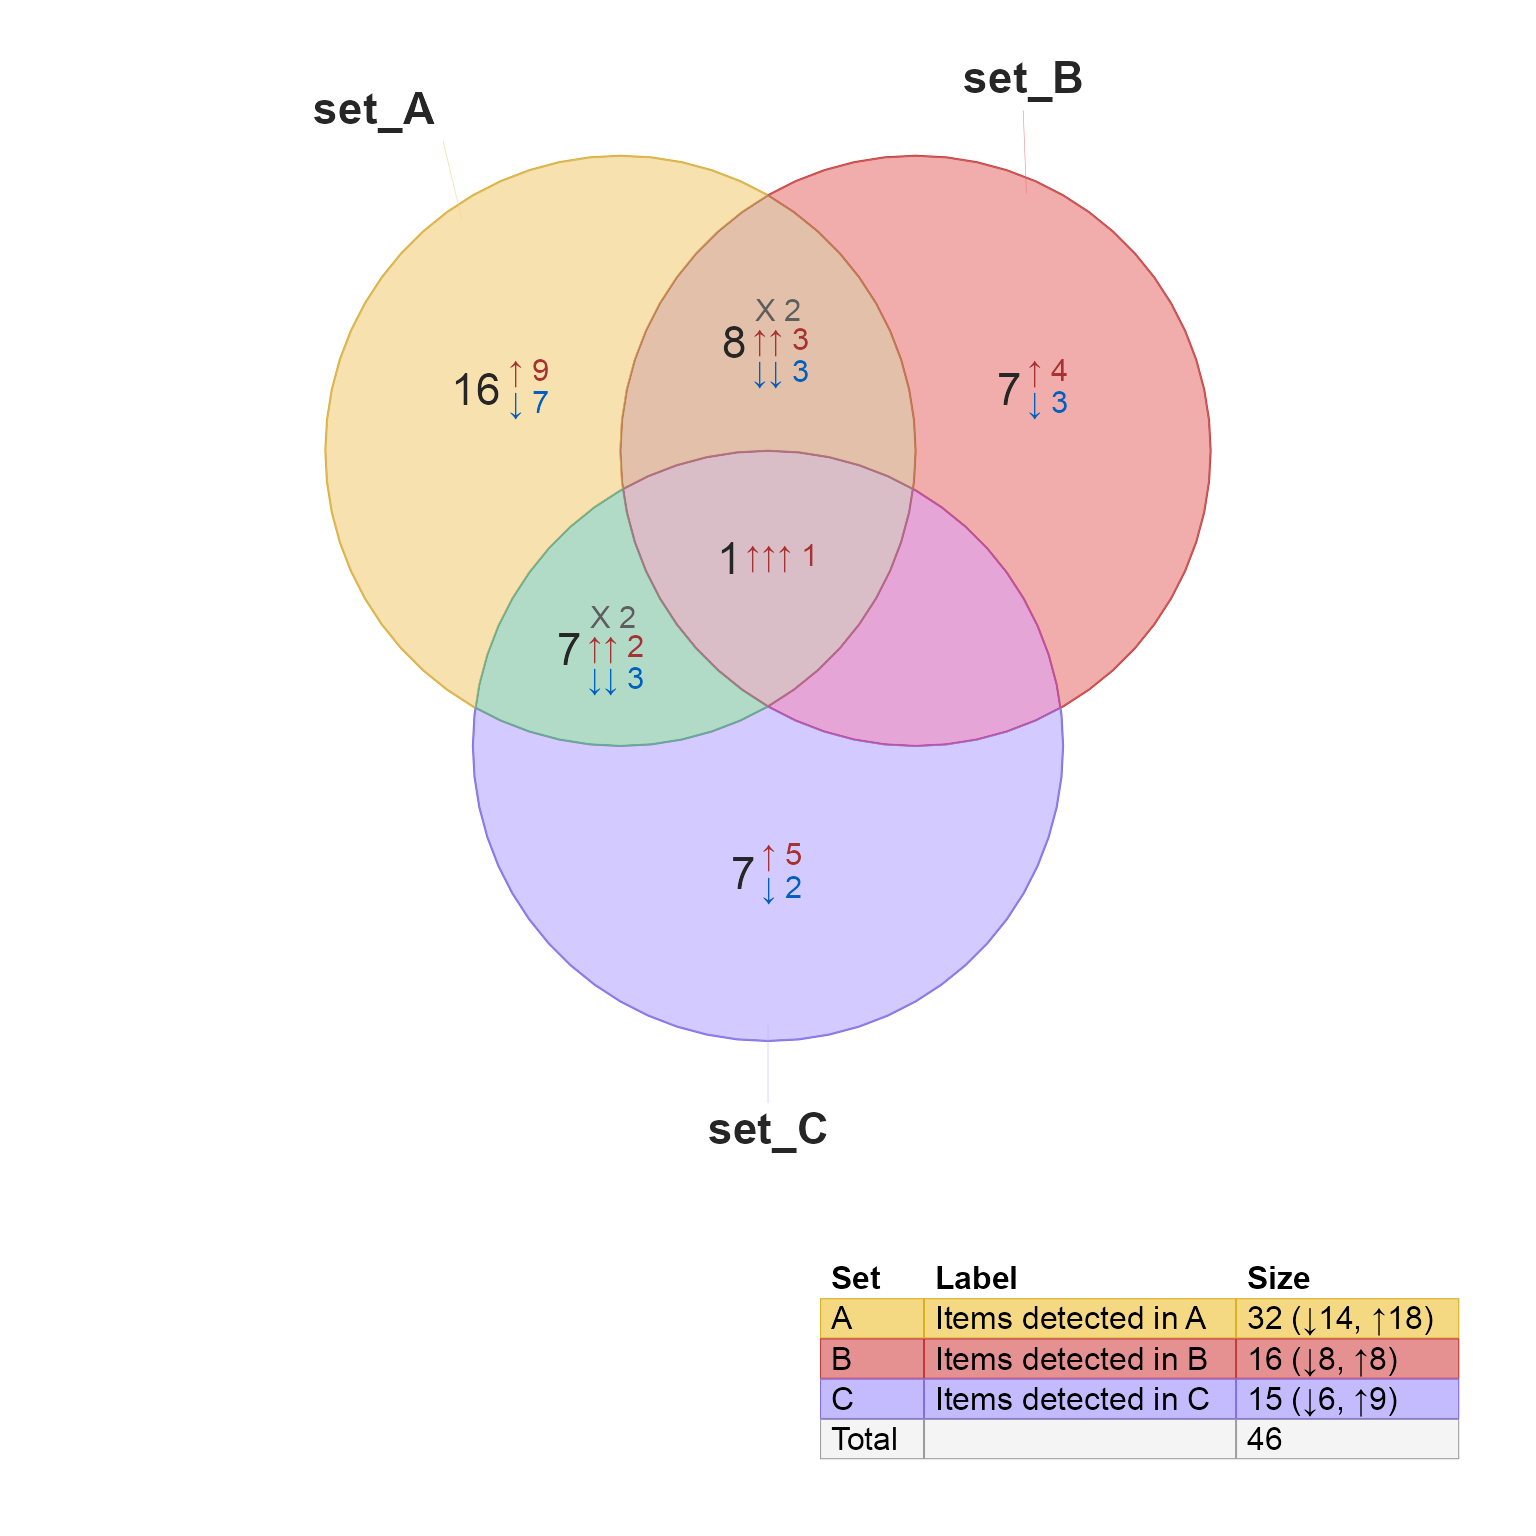 set_A
set_B
X 2
8 ↑↑ 3
↓↓ 3
16 ↑ 9
↓ 7
7 ↑ 4
↓ 3
1 ↑↑↑ 1
X 2
7 ↑↑ 2
↓↓ 3
7 ↑ 5
↓ 2
set_C
Set Label Size
A Items detected in A 32 (↓14, ↑18)
B Items detected in B 16 (↓8, ↑8)
C Items detected in C 15 (↓6, ↑9)
Total 46